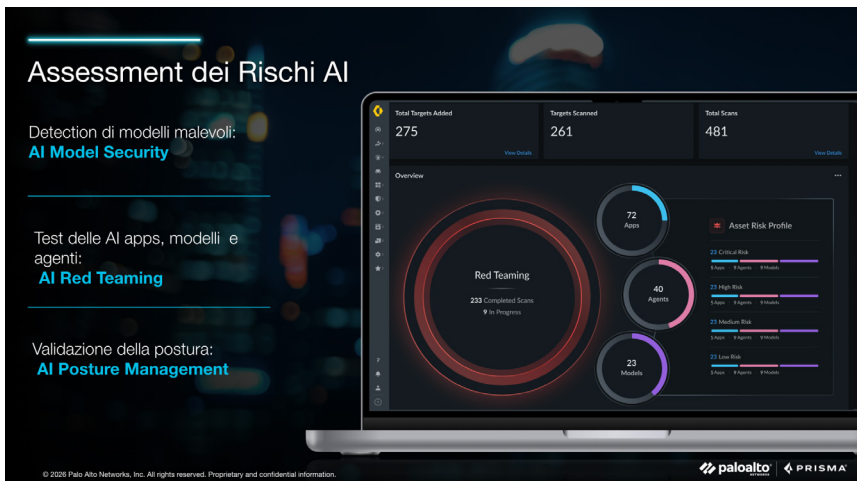 Assessment dei Rischi AI
Detection di modelli malevoli:
AI Model Security
Test delle AI apps, modelli e
agenti:
AI Red Teaming
Validazione della postura:
AI Posture Management
Total Targets Added
275
View Details
Targets Scanned
261
Total Scans
481
View Details
Overview
Red Teaming
233 Completed Scans
9 In Progress
72
Apps
40
Agents
23
Models
Asset Risk Profile
23 Critical Risk
5 Apps 9 Agents 9 Models
23 High Risk
5 Apps 9 Agents 9 Models
23 Medium Risk
5 Apps 9 Agents 9 Models
23 Low Risk
5 Apps 9 Agents 9 Models
© 2026 Palo Alto Networks, Inc. All rights reserved. Proprietary and confidential information.
paloalto NETWORKS
PRISMA